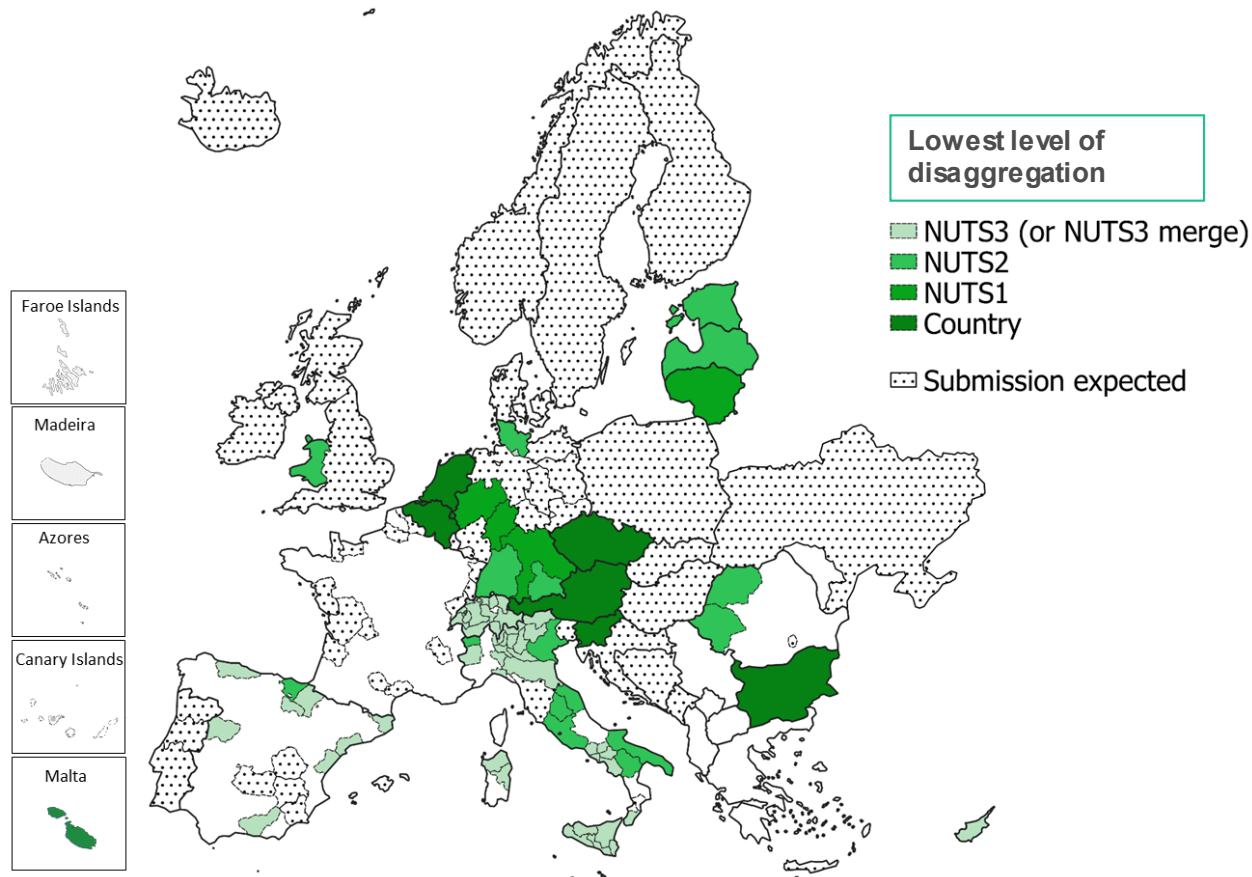 Lowest level of
disaggregation
NUTS3 (or NUTS3 merge)
NUTS2
NUTS1
Country
Submission expected
Faroe Islands
Madeira
Azores
Canary Islands
Malta